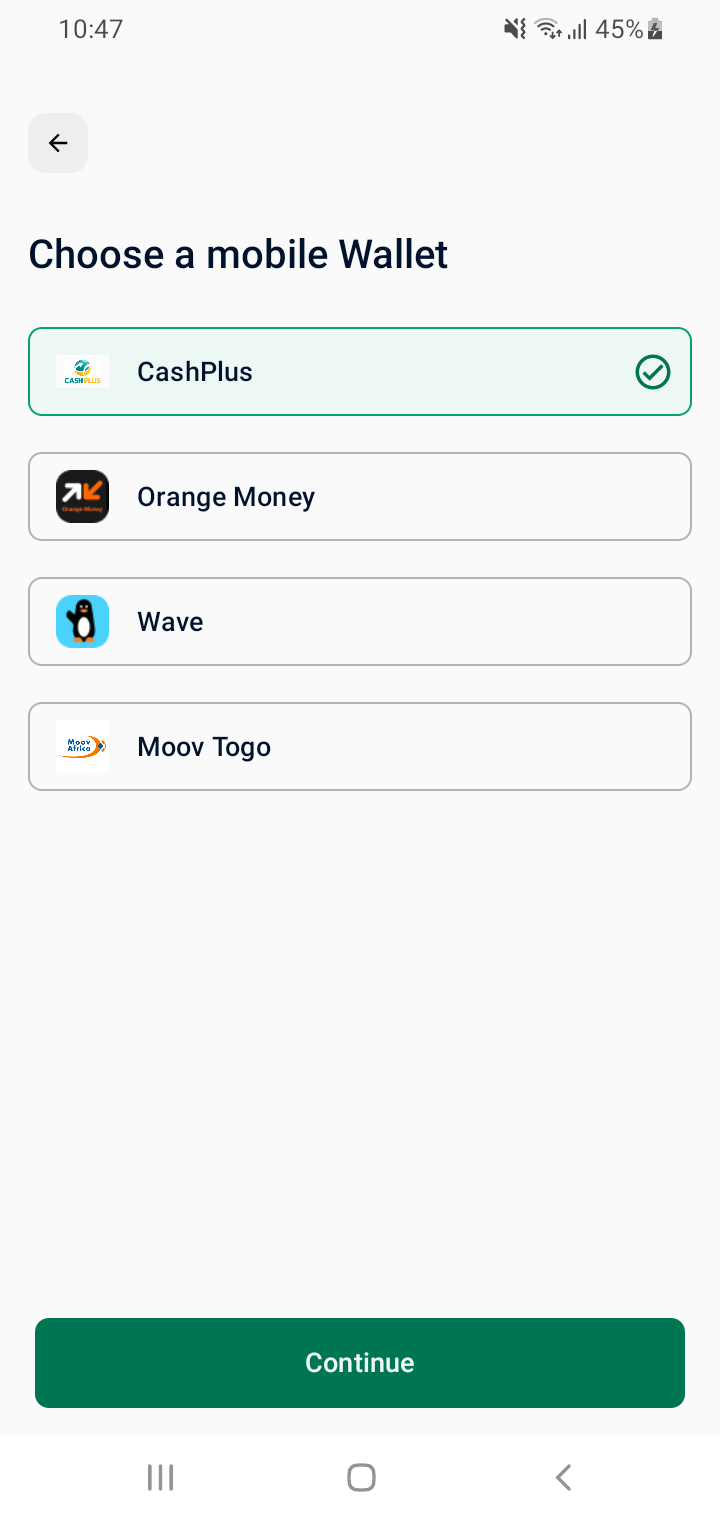 10:47
45%
Choose a mobile Wallet
CASHPLUS
CashPlus
Orange Money
Orange Money
Wave
Moov
Africa
Moov Togo
Continue